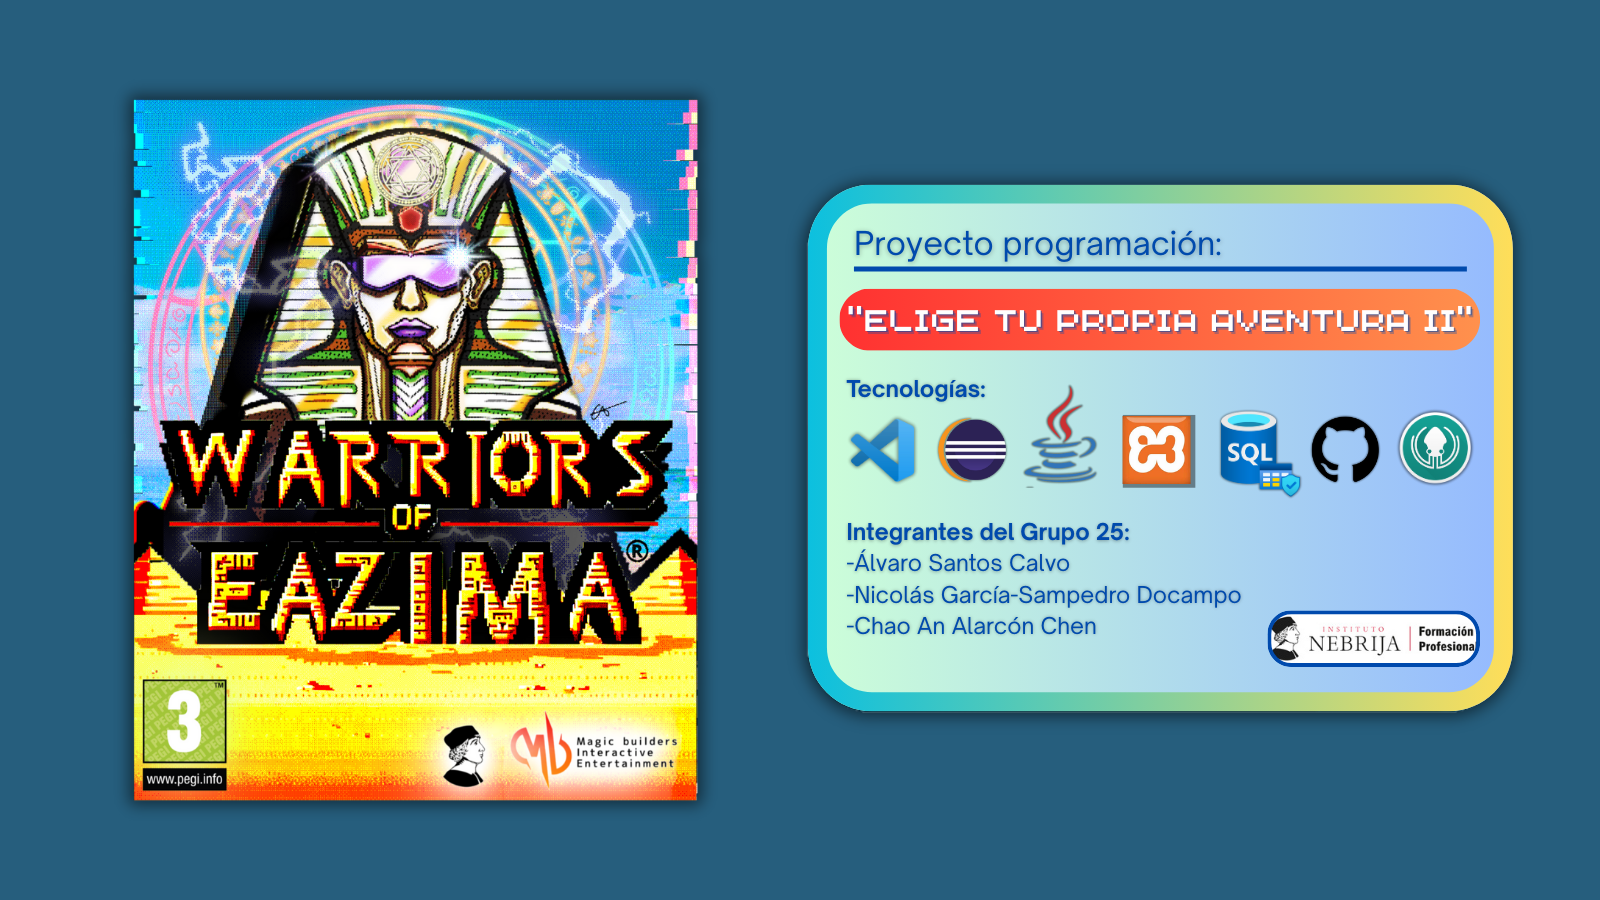 WARRIORS
OF
EAZIMA®
3
™
www.pegi.info
Mb
Magic builders
Interactive
Entertainment
Proyecto programación:
"ELIGE TU PROPIA AVENTURA II"
Tecnologías:
SQL
Integrantes del Grupo 25:
-Álvaro Santos Calvo
-Nicolás García-Sampedro Docampo
-Chao An Alarcón Chen
INSTITUTO
NEBRIJA
Formación
Profesional